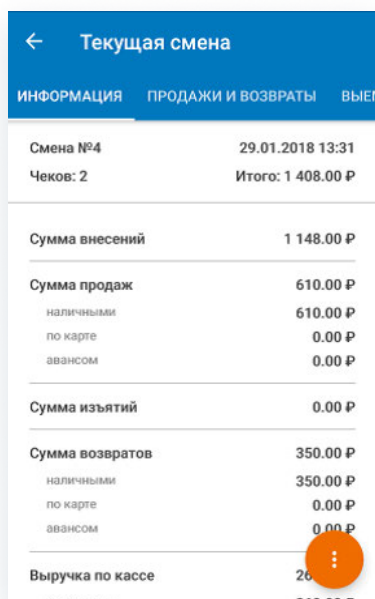 Текущая смена
ИНФОРМАЦИЯ ПРОДАЖИ И ВОЗВРАТЫ
Смена №4 29.01.2018 13:31
Чеков: 2 Итого: 1 408.00 ₽
Сумма внесений 1 148.00 ₽
Сумма продаж 610.00 ₽
наличными 610.00 ₽
по карте 0.00 ₽
авансом 0.00 ₽
Сумма изъятий 0.00 ₽
Сумма возвратов 350.00 ₽
наличными 350.00 ₽
по карте 0.00 ₽
авансом 0.00 ₽
Выручка по кассе